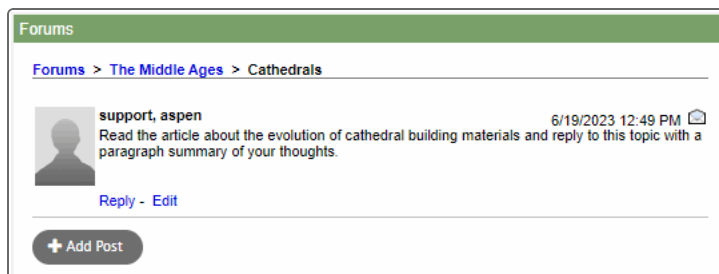 Forums
Forums > The Middle Ages > Cathedrals
support, aspen
6/19/2023 12:49 PM
Read the article about the evolution of cathedral building materials and reply to this topic with a
paragraph summary of your thoughts.
Reply - Edit
Add Post